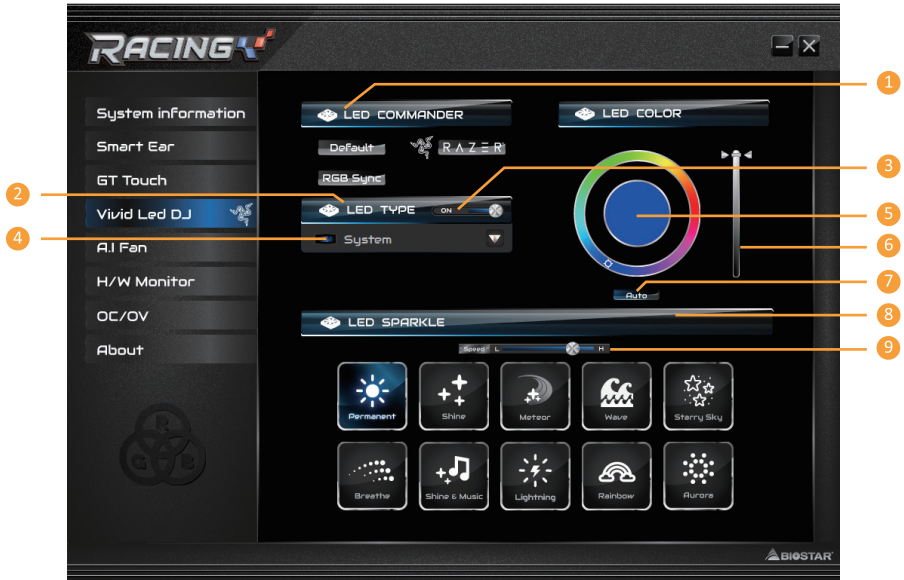 RACING
1
LED COMMANDER
LED COLOR
System information
Default
RAZER
Smart Ear
3
GT Touch
RGB Sync
2
LED TYPE
ON
5
Vivid Led DJ
4
System
6
A.I Fan
H/W Monitor
7
Auto
OC/OV
LED SPARKLE
8
About
Speed
L
H
9
Permanent
Shine
Meteor
Wave
Starry Sky
R
G
B
Breathe
Shine & Music
Lightning
Rainbow
Aurora
BIOSTAR